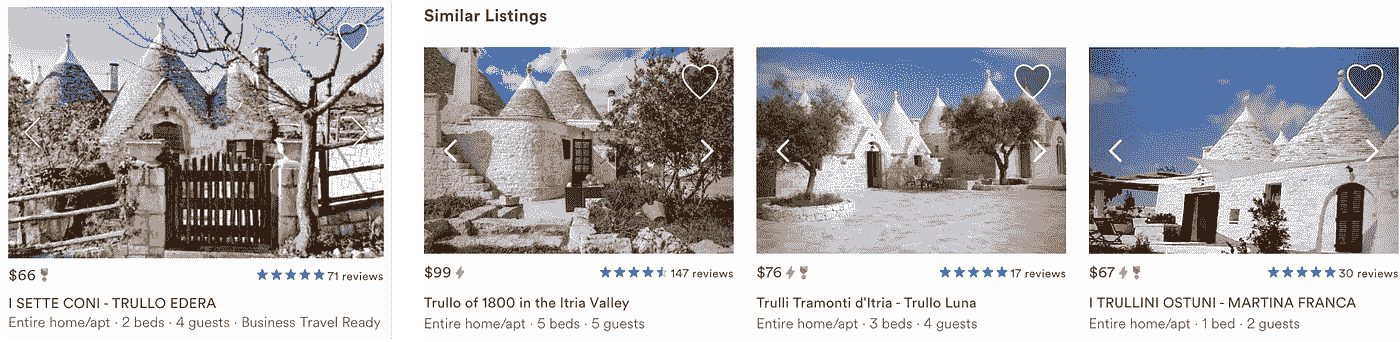 Similar Listings
$66 71 reviews
I SETTE CONI - TRULLO EDERA
Entire home/apt · 2 beds · 4 guests · Business Travel Ready
$99 147 reviews
Trullo of 1800 in the Itria Valley
Entire home/apt · 5 beds · 5 guests
$76 17 reviews
Trulli Tramonti d'Itria - Trullo Luna
Entire home/apt · 3 beds · 4 guests
$67 30 reviews
I TRULLINI OSTUNI - MARTINA FRANCA
Entire home/apt · 1 bed · 2 guests